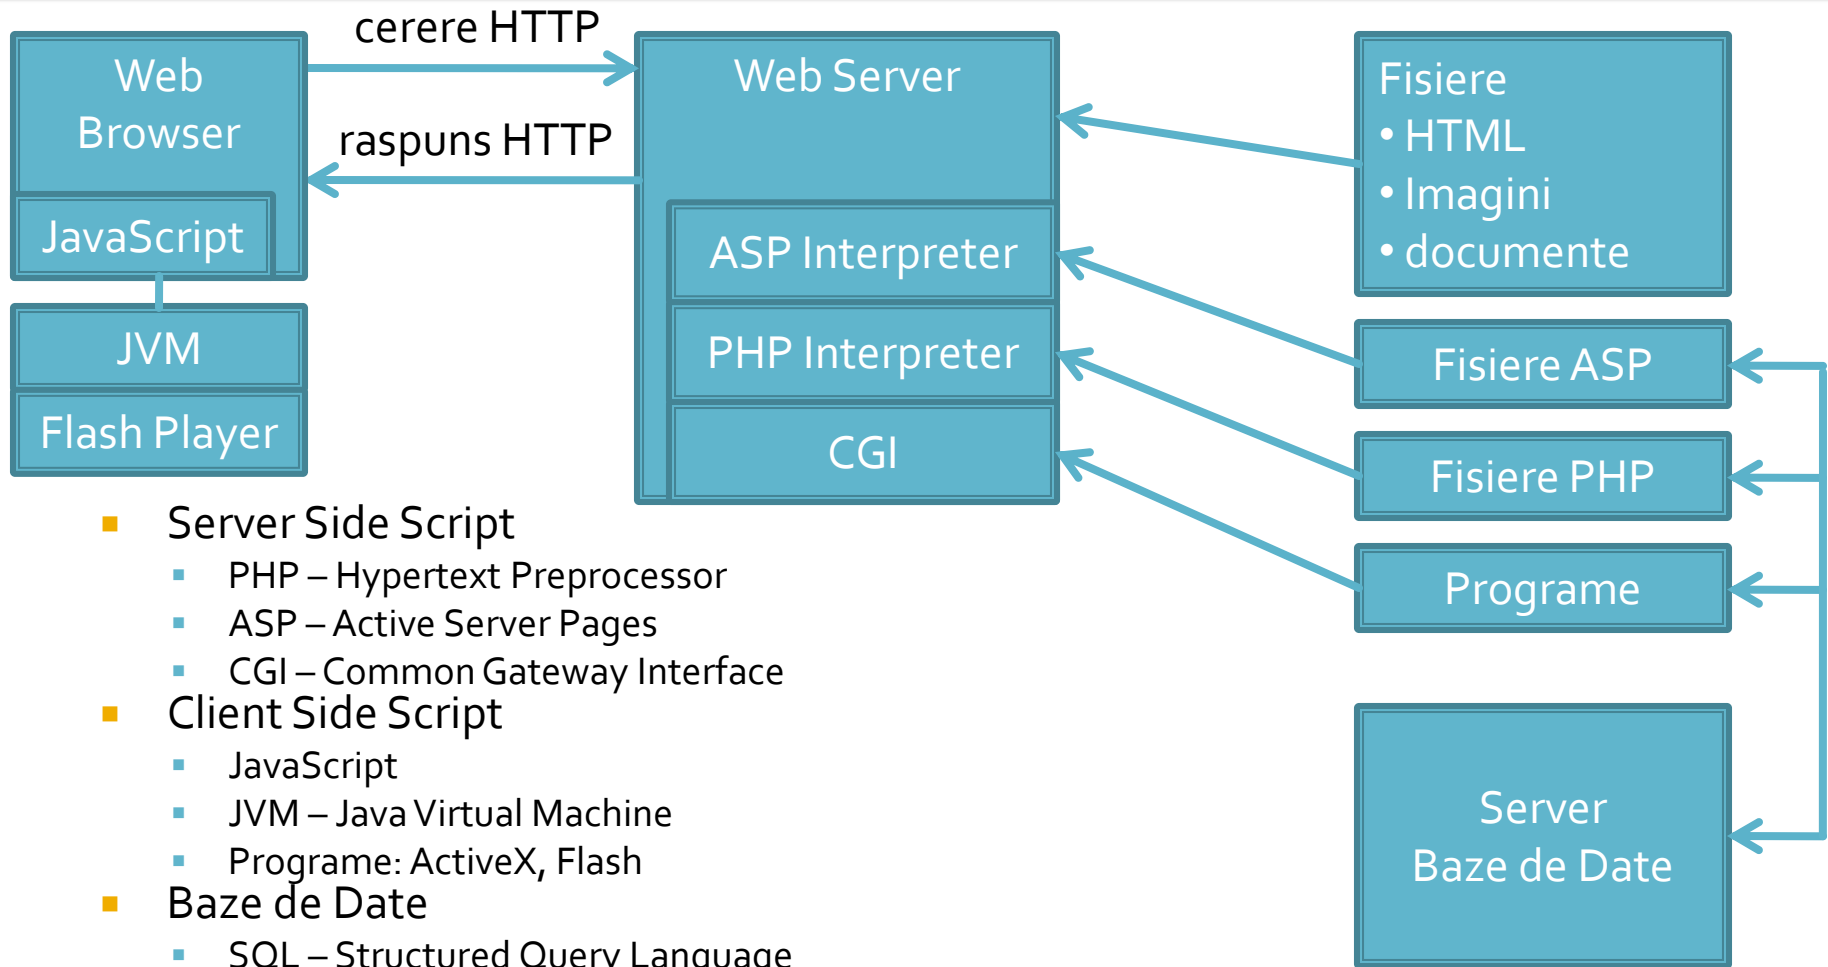 cerere HTTP
Web
Browser
raspuns HTTP
JavaScript
JVM
Flash Player
Web Server
ASP Interpreter
PHP Interpreter
CGI
Fisiere
• HTML
• Imagini
• documente
Fisiere ASP
Fisiere PHP
Programe
Server
Baze de Date
Server Side Script
PHP – Hypertext Preprocessor
ASP – Active Server Pages
CGI – Common Gateway Interface
Client Side Script
JavaScript
JVM – Java Virtual Machine
Programe: ActiveX, Flash
Baze de Date
SQL – Structured Query Language